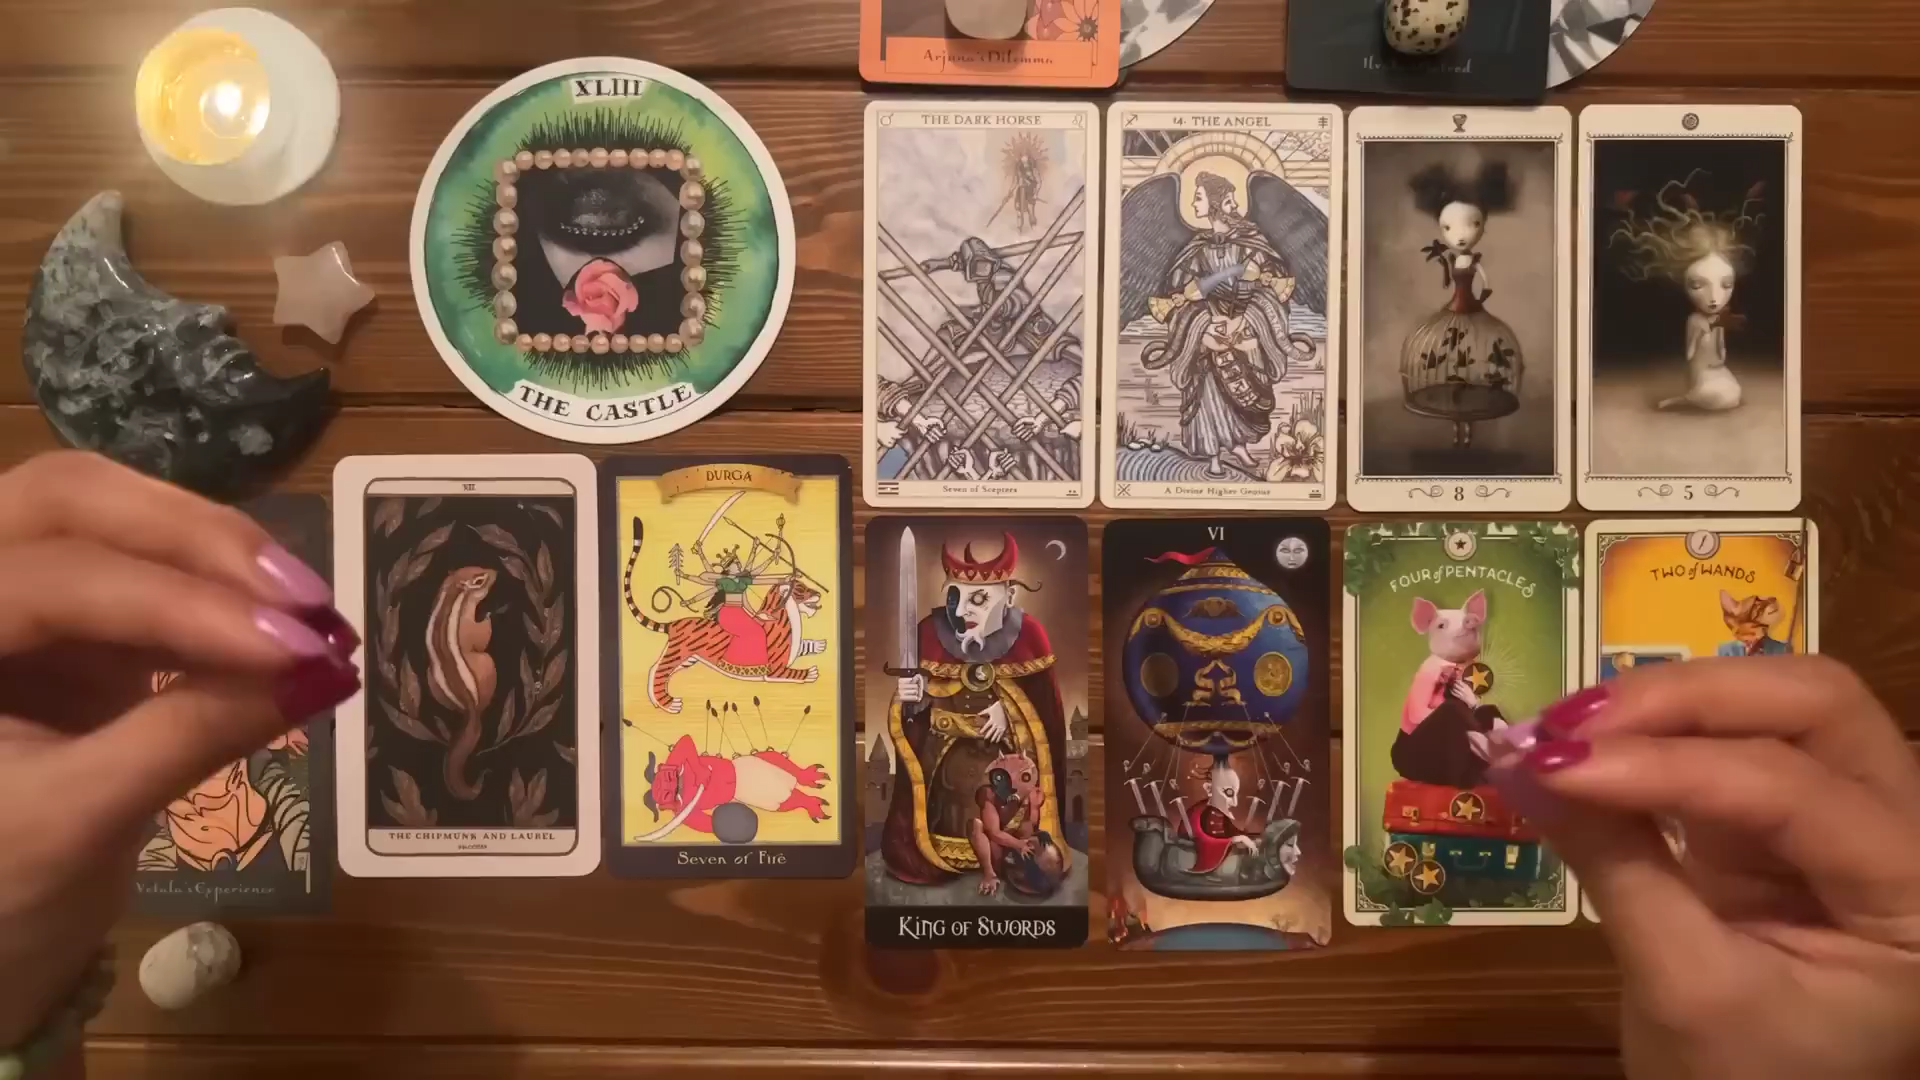 Arjuna's Dilemma
XLIII
THE CASTLE
THE DARK HORSE
Seven of Scepters
14. THE ANGEL
A Divine Higher Genius
8
5
VII
THE CHIPMUNK AND LAUREL
DURGA
Seven of Fire
KING OF SWORDS
VI
FOUR of PENTACLES
TWO of WANDS
Vetala's Experience